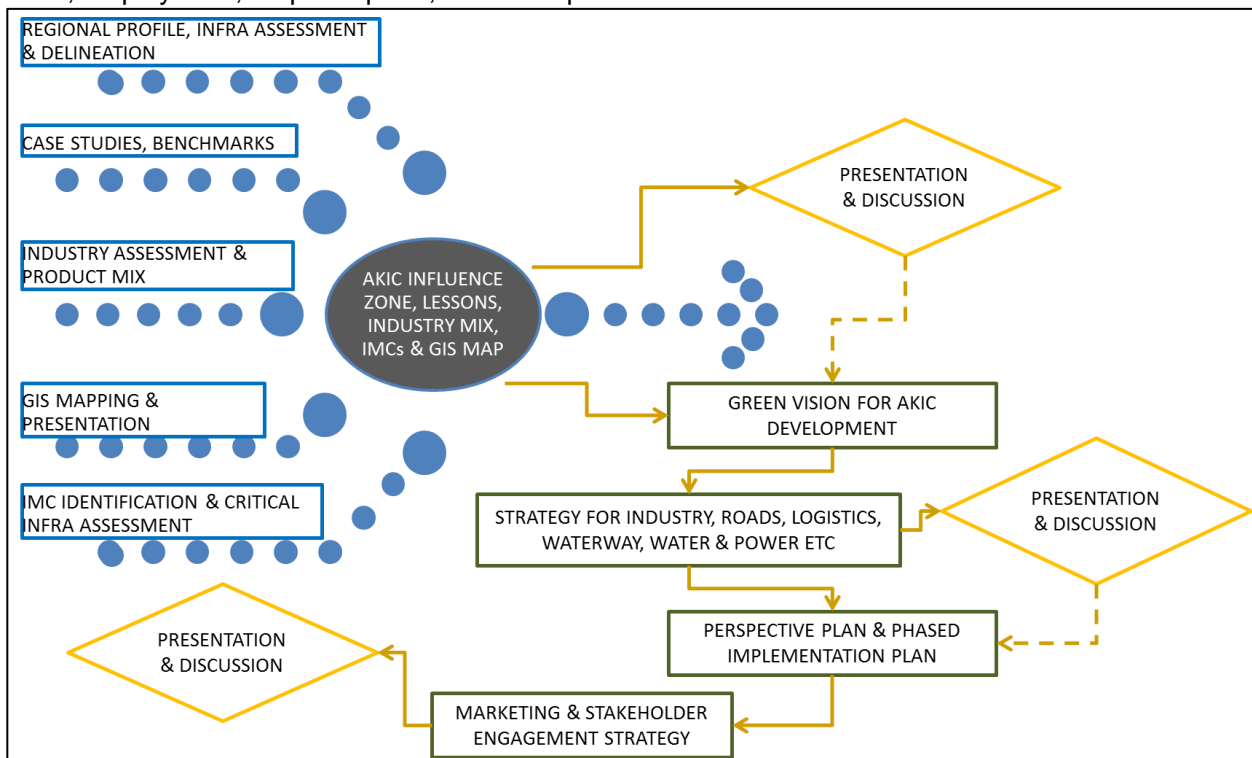 REGIONAL PROFILE, INFRA ASSESSMENT
& DELINEATION
CASE STUDIES, BENCHMARKS
INDUSTRY ASSESSMENT &
PRODUCT MIX
GIS MAPPING &
PRESENTATION
IMC IDENTIFICATION & CRITICAL
INFRA ASSESSMENT
AKIC INFLUENCE
ZONE, LESSONS,
INDUSTRY MIX,
IMCs & GIS MAP
PRESENTATION
& DISCUSSION
GREEN VISION FOR AKIC
DEVELOPMENT
STRATEGY FOR INDUSTRY, ROADS, LOGISTICS,
WATERWAY, WATER & POWER ETC
PRESENTATION
& DISCUSSION
PERSPECTIVE PLAN & PHASED
IMPLEMENTATION PLAN
MARKETING & STAKEHOLDER
ENGAGEMENT STRATEGY
PRESENTATION
& DISCUSSION